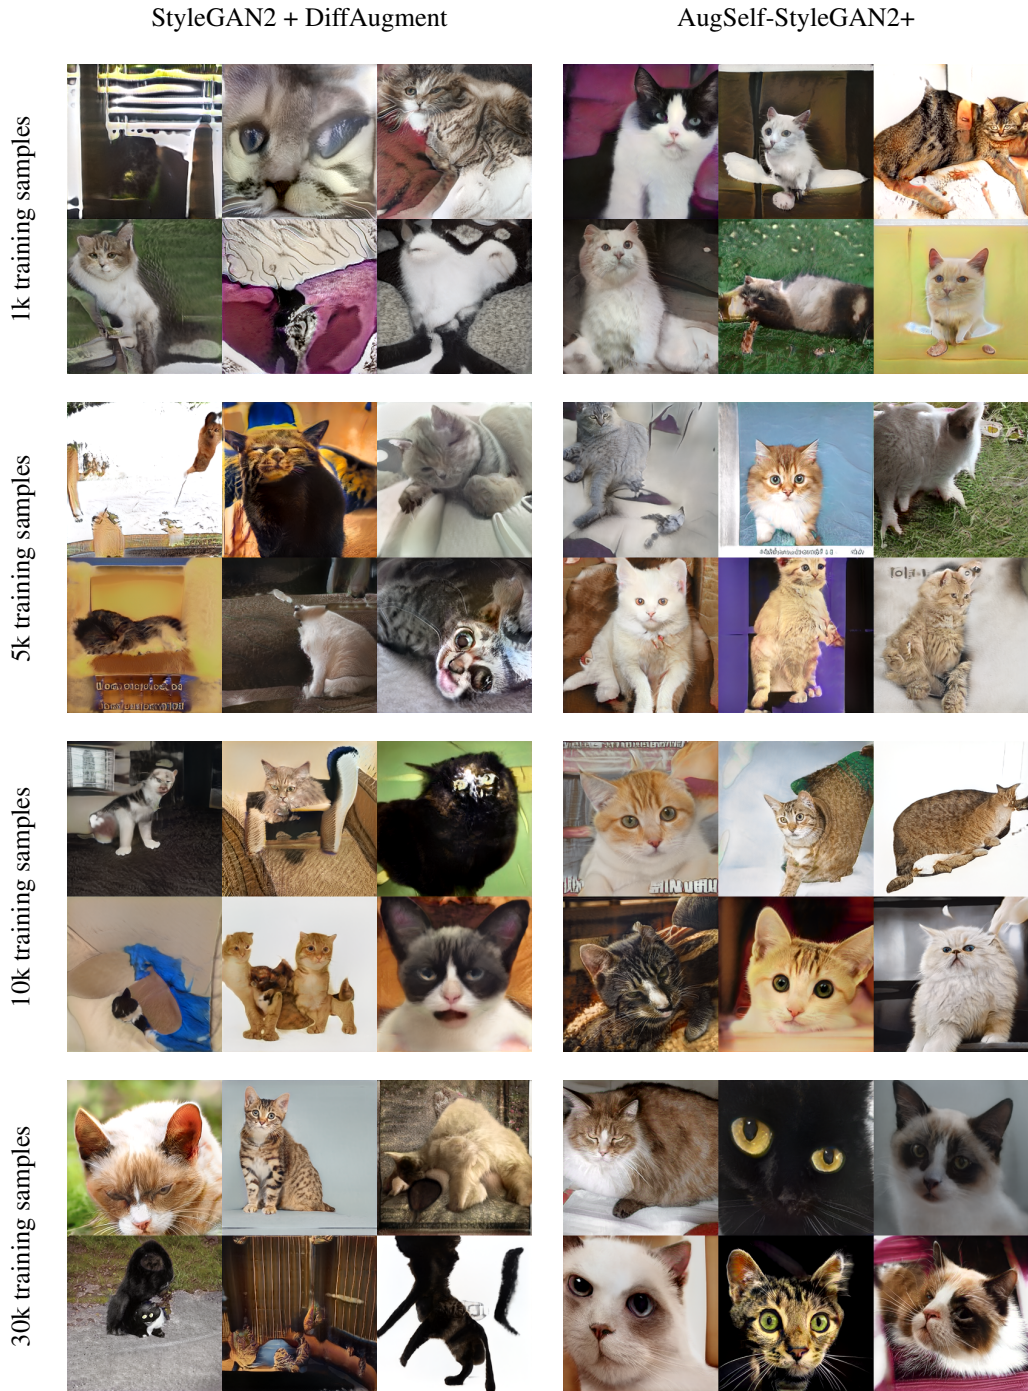 StyleGAN2 + DiffAugment
AugSelf-StyleGAN2+
1k training samples
5k training samples
10k training samples
30k training samples